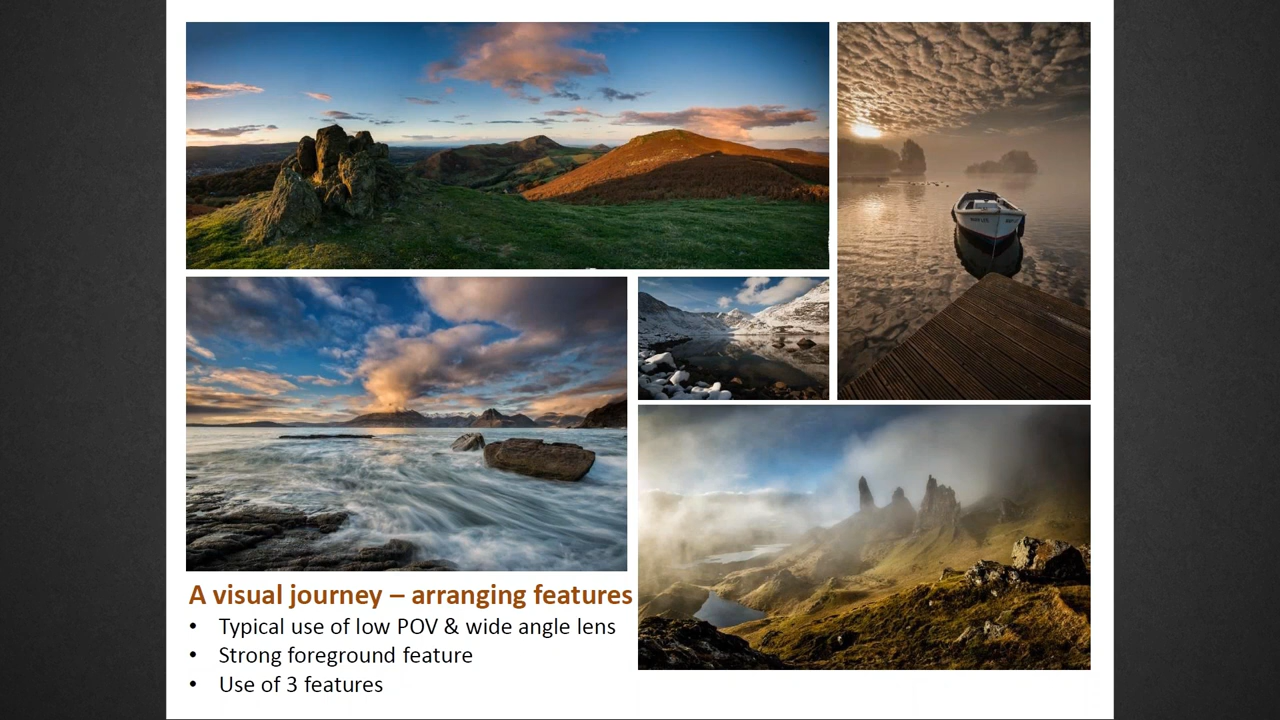 A visual journey – arranging features
• Typical use of low POV & wide angle lens
• Strong foreground feature
• Use of 3 features